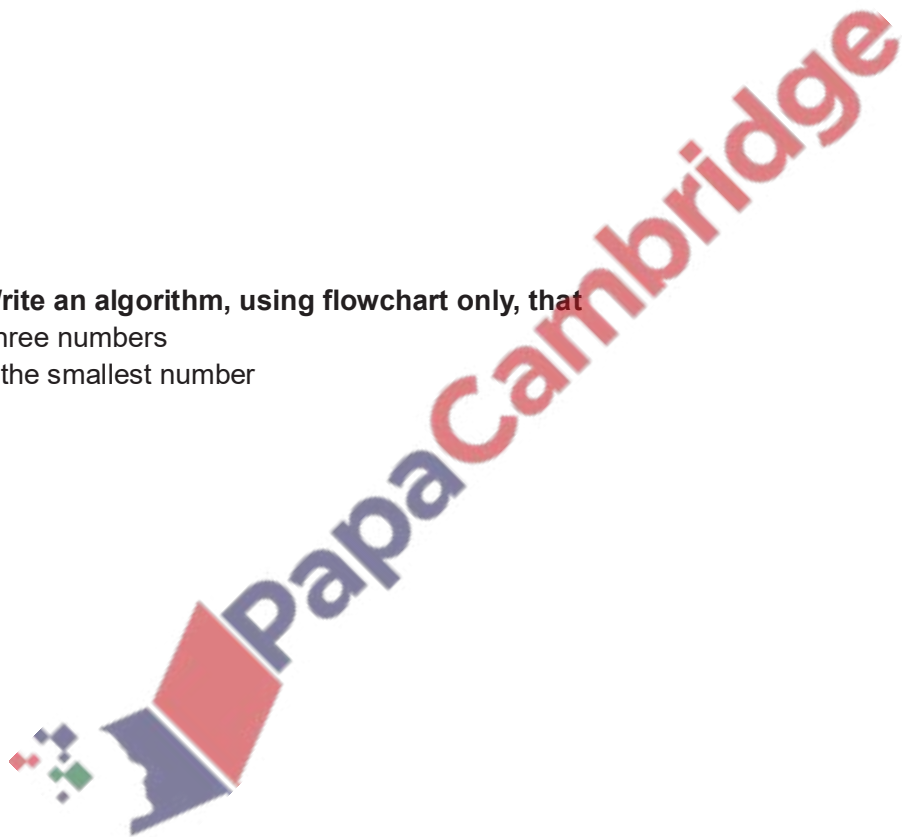 rite an algorithm, using flowchart only, that
hree numbers
the smallest number
PapaCambridge